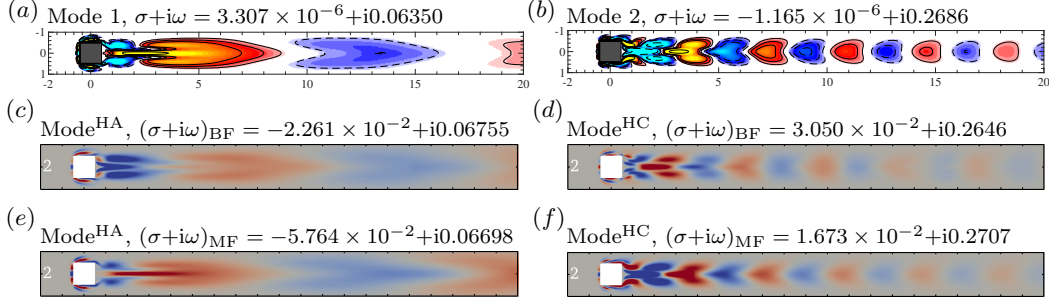 (a) Mode 1, σ+iω = 3.307 × 10⁻⁶+i0.06350
-1
0
1
-2 0 5 10 15 20
(b) Mode 2, σ+iω = −1.165 × 10⁻⁶+i0.2686
-1
0
1
-2 0 5 10 15 20
(c) Mode^HA, (σ+iω)_BF = −2.261 × 10⁻²+i0.06755
2
(d) Mode^HC, (σ+iω)_BF = 3.050 × 10⁻²+i0.2646
2
(e) Mode^HA, (σ+iω)_MF = −5.764 × 10⁻²+i0.06698
2
(f) Mode^HC, (σ+iω)_MF = 1.673 × 10⁻²+i0.2707
2